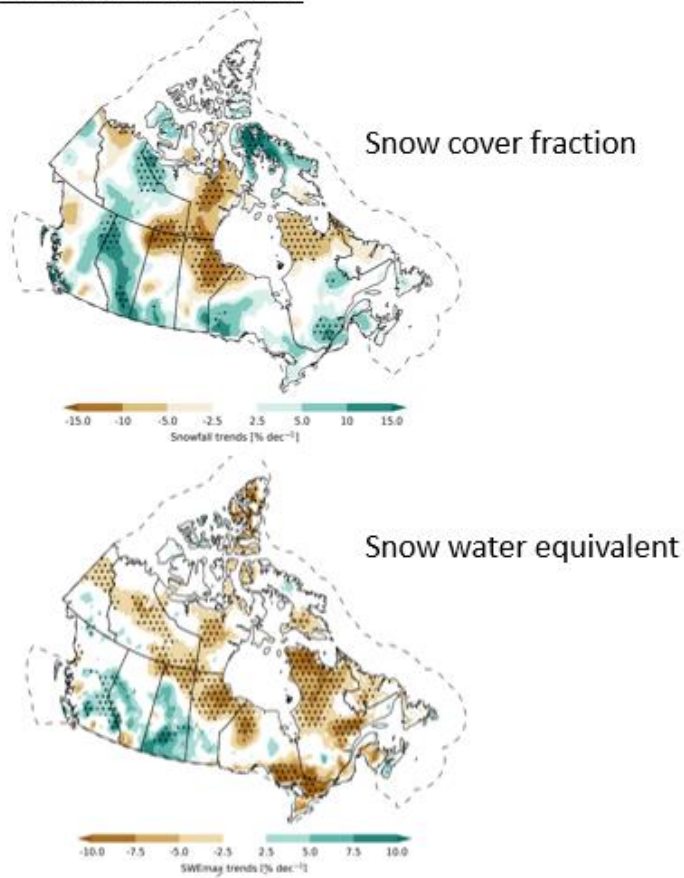 Snow cover fraction
-15.0 -10 -5.0 -2.5 2.5 5.0 10 15.0
Snowfall trends [% dec⁻¹]
Snow water equivalent
-10.0 -7.5 -5.0 -2.5 2.5 5.0 7.5 10.0
SWEmag trends [% dec⁻¹]